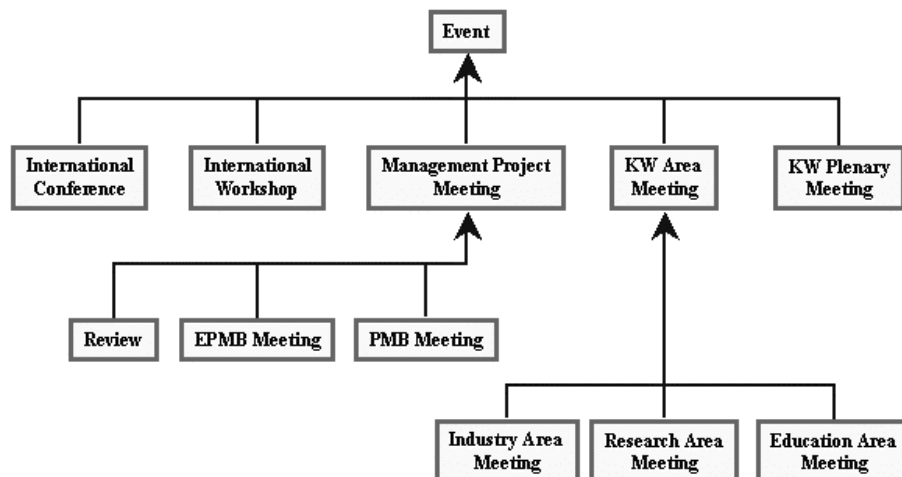 Event
International
Conference
International
Workshop
Management Project
Meeting
KW Area
Meeting
KW Plenary
Meeting
Review
EPMB Meeting
PMB Meeting
Industry Area
Meeting
Research Area
Meeting
Education Area
Meeting